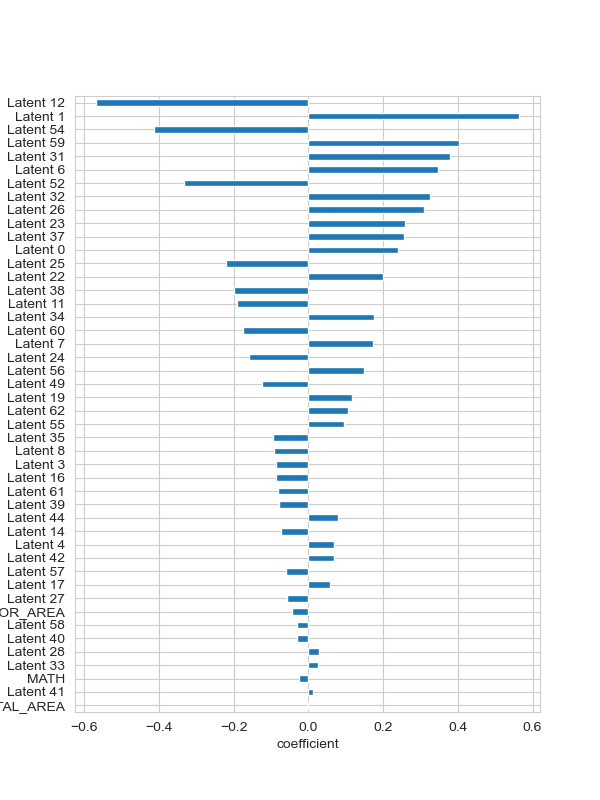 Latent 12
Latent 1
Latent 54
Latent 59
Latent 31
Latent 6
Latent 52
Latent 32
Latent 26
Latent 23
Latent 37
Latent 0
Latent 25
Latent 22
Latent 38
Latent 11
Latent 34
Latent 60
Latent 7
Latent 24
Latent 56
Latent 49
Latent 19
Latent 62
Latent 55
Latent 35
Latent 8
Latent 3
Latent 16
Latent 61
Latent 39
Latent 44
Latent 14
Latent 4
Latent 42
Latent 57
Latent 17
Latent 27
OR_AREA
Latent 58
Latent 40
Latent 28
Latent 33
MATH
Latent 41
TAL_AREA
−0.6 −0.4 −0.2 0.0 0.2 0.4 0.6
coefficient